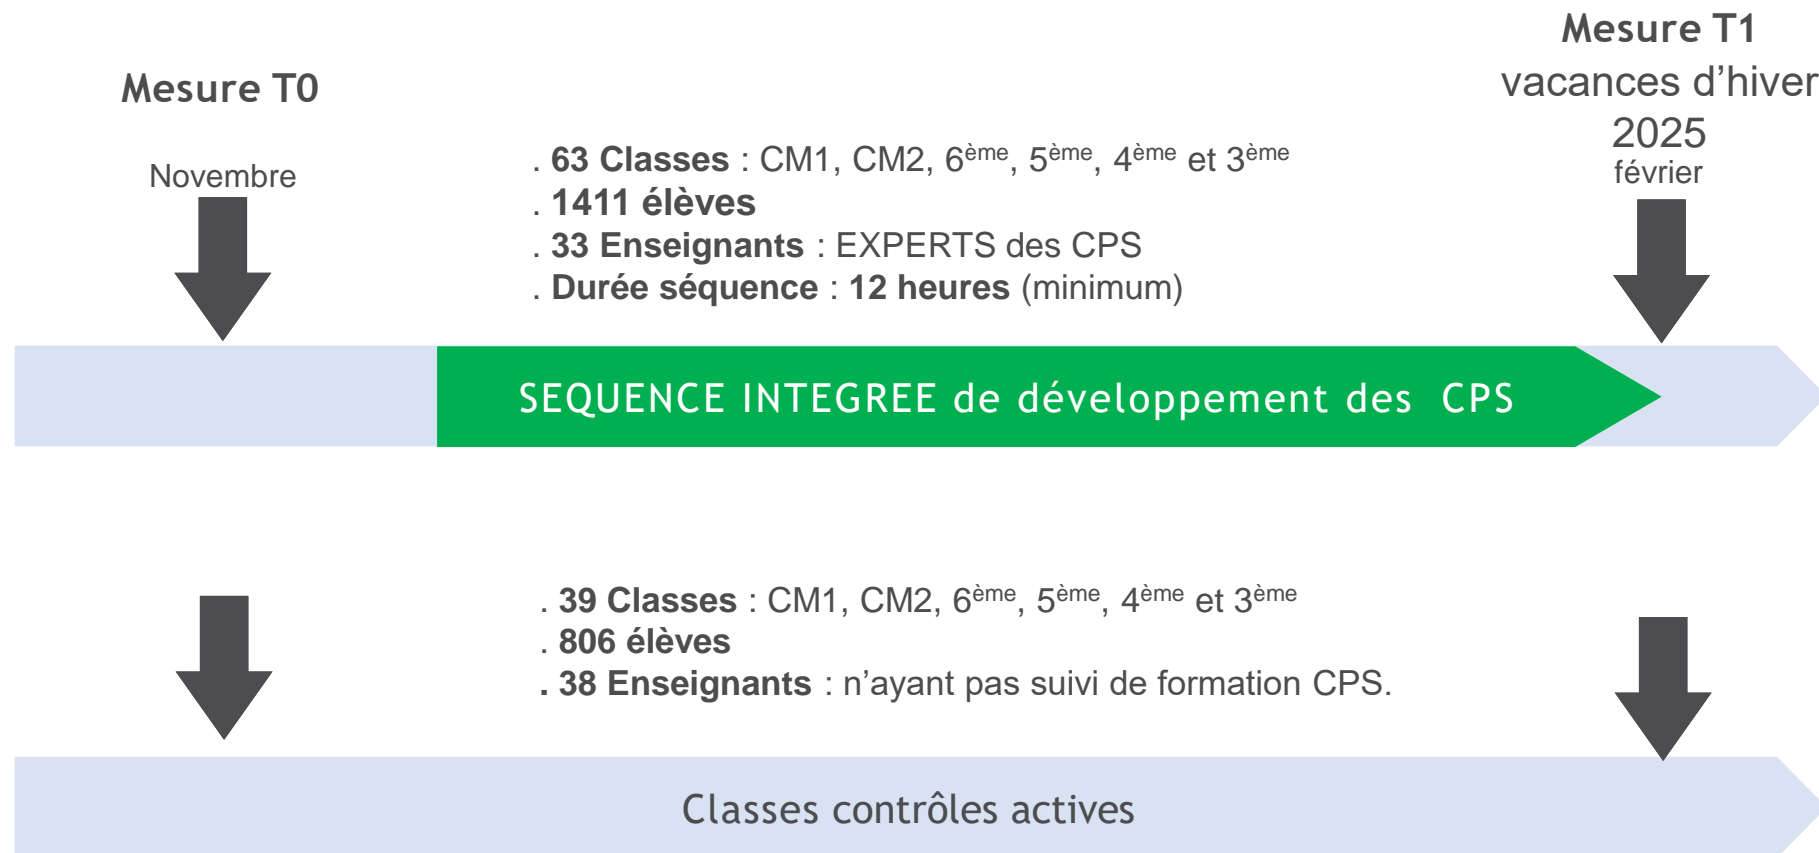 Mesure T0
Novembre
Mesure T1
vacances d’hiver
2025
février
. 63 Classes : CM1, CM2, 6ème, 5ème, 4ème et 3ème
. 1411 élèves
. 33 Enseignants : EXPERTS des CPS
. Durée séquence : 12 heures (minimum)
SEQUENCE INTEGREE de développement des CPS
. 39 Classes : CM1, CM2, 6ème, 5ème, 4ème et 3ème
. 806 élèves
. 38 Enseignants : n’ayant pas suivi de formation CPS.
Classes contrôles actives